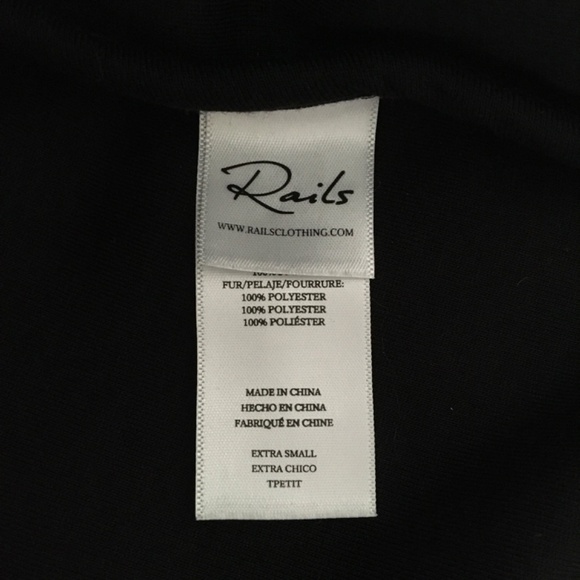 Rails
WWW.RAILSCLOTHING.COM
FUR/PELAJE/FOURRURE:
100% POLYESTER
100% POLYESTER
100% POLIÉSTER
MADE IN CHINA
HECHO EN CHINA
FABRIQUÉ EN CHINE
EXTRA SMALL
EXTRA CHICO
TPETIT